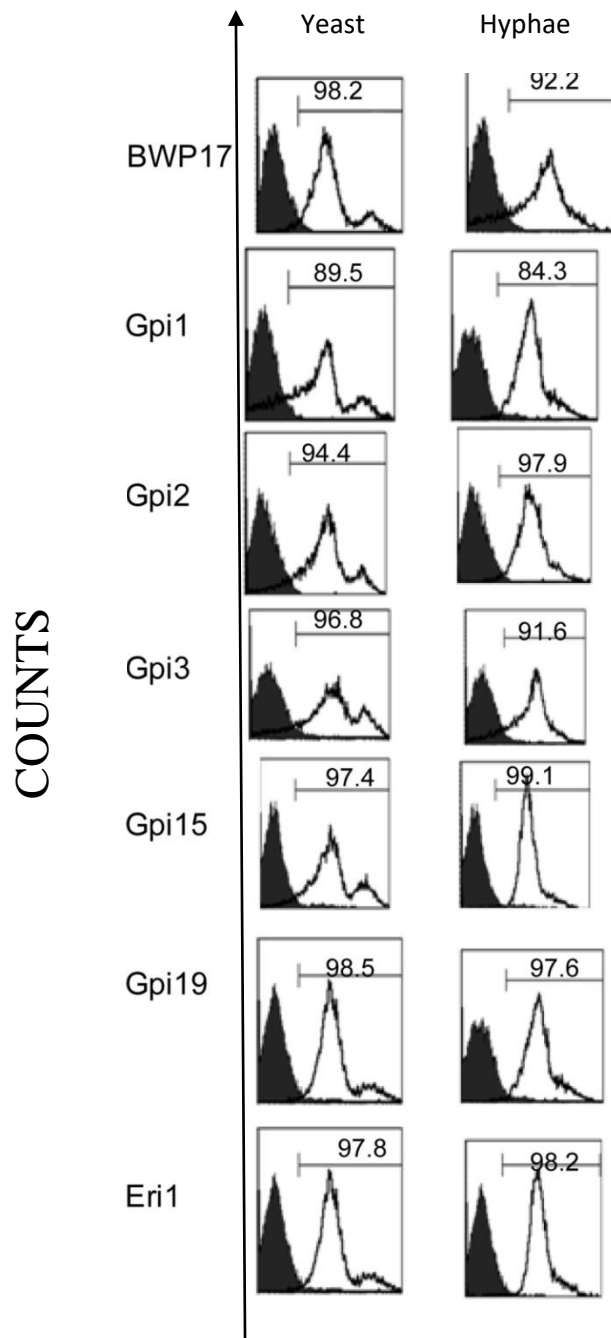 Yeast Hyphae
BWP17 98.2 92.2
Gpi1 89.5 84.3
Gpi2 94.4 97.9
Gpi3 96.8 91.6
Gpi15 97.4 99.1
Gpi19 98.5 97.6
Eri1 97.8 98.2
COUNTS